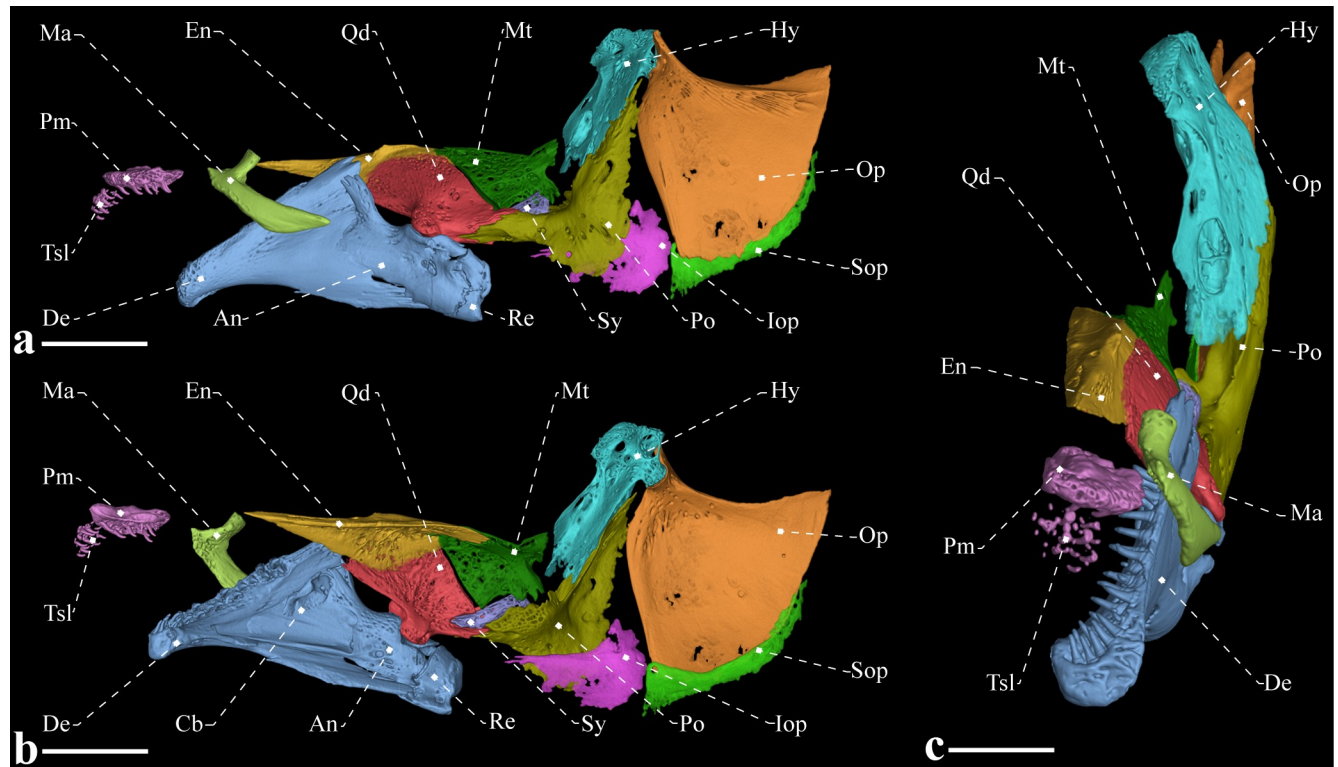 Ma En Qd Mt Hy
Pm
Op
Tsl
Sop
De An Re Sy Po Iop
a
Ma En Qd Mt Hy
Pm
Op
Tsl
Sop
De Cb An Re Sy Po Iop
b
Hy
Mt
Qd
Op
Po
En
Ma
Pm
Tsl
De
c